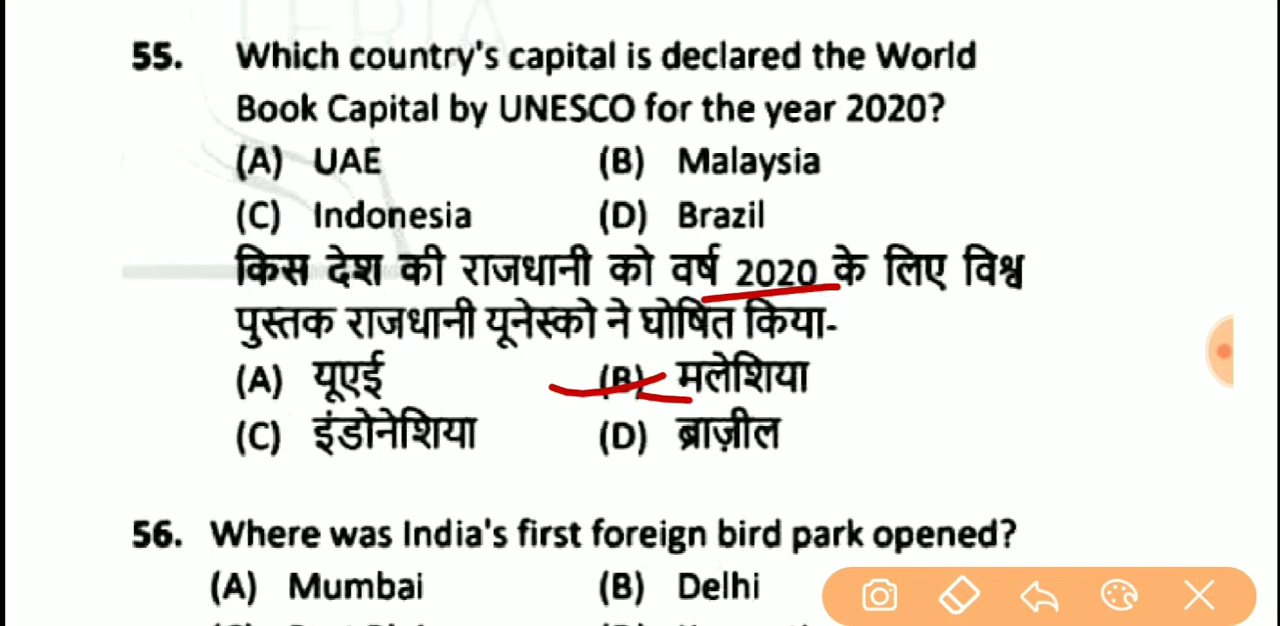 55. Which country's capital is declared the World
Book Capital by UNESCO for the year 2020?
(A) UAE (B) Malaysia
(C) Indonesia (D) Brazil
किस देश की राजधानी को वर्ष 2020 के लिए विश्व
पुस्तक राजधानी यूनेस्को ने घोषित किया-
(A) यूएई (B) मलेशिया
(C) इंडोनेशिया (D) ब्राज़ील
56. Where was India's first foreign bird park opened?
(A) Mumbai (B) Delhi